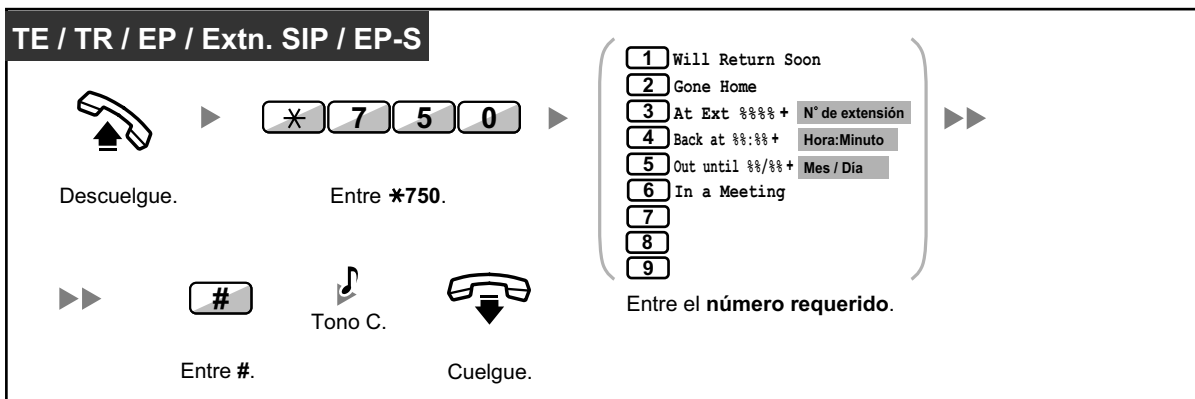 TE / TR / EP / Extn. SIP / EP-S
Descuelgue.
* 7 5 0
Entre *750.
1 Will Return Soon
2 Gone Home
3 At Ext %%%% + N° de extensión
4 Back at %%:%% + Hora:Minuto
5 Out until %%/%% + Mes / Día
6 In a Meeting
7
8
9
Entre el número requerido.
#
Entre #.
Tono C.
Cuelgue.